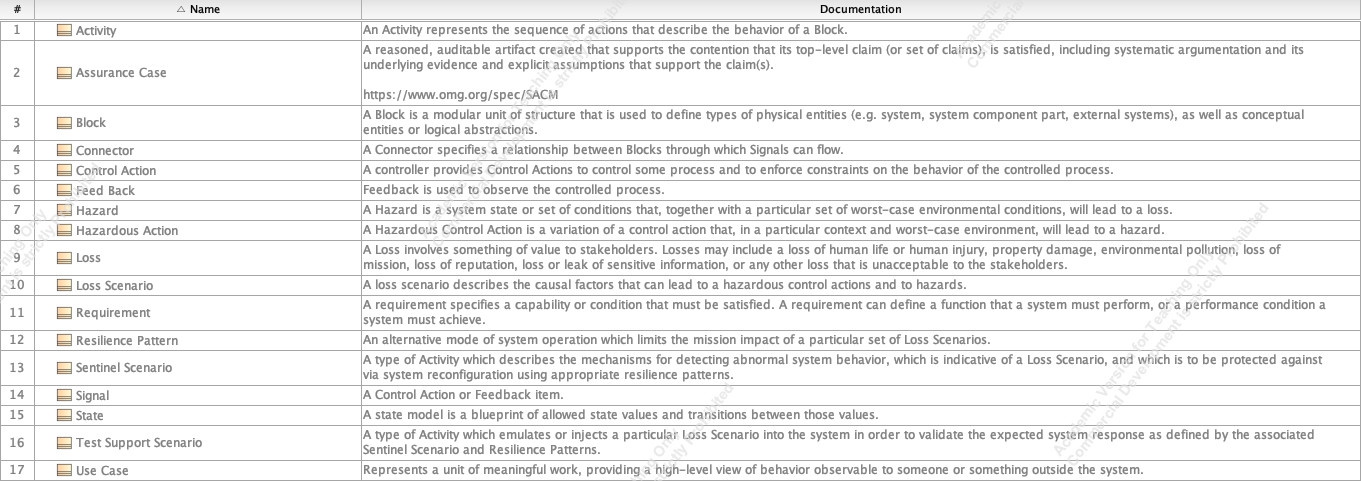 # Name Documentation
1 Activity An Activity represents the sequence of actions that describe the behavior of a Block.
2 Assurance Case A reasoned, auditable artifact created that supports the contention that its top-level claim (or set of claims), is satisfied, including systematic argumentation and its
underlying evidence and explicit assumptions that support the claim(s).
https://www.omg.org/spec/SACM
3 Block A Block is a modular unit of structure that is used to define types of physical entities (e.g. system, system component part, external systems), as well as conceptual
entities or logical abstractions.
4 Connector A Connector specifies a relationship between Blocks through which Signals can flow.
5 Control Action A controller provides Control Actions to control some process and to enforce constraints on the behavior of the controlled process.
6 Feed Back Feedback is used to observe the controlled process.
7 Hazard A Hazard is a system state or set of conditions that, together with a particular set of worst-case environmental conditions, will lead to a loss.
8 Hazardous Action A Hazardous Control Action is a variation of a control action that, in a particular context and worst-case environment, will lead to a hazard.
9 Loss A Loss involves something of value to stakeholders. Losses may include a loss of human life or human injury, property damage, environmental pollution, loss of
mission, loss of reputation, loss or leak of sensitive information, or any other loss that is unacceptable to the stakeholders.
10 Loss Scenario A loss scenario describes the causal factors that can lead to a hazardous control actions and to hazards.
11 Requirement A requirement specifies a capability or condition that must be satisfied. A requirement can define a function that a system must perform, or a performance condition a
system must achieve.
12 Resilience Pattern An alternative mode of system operation which limits the mission impact of a particular set of Loss Scenarios.
13 Sentinel Scenario A type of Activity which describes the mechanisms for detecting abnormal system behavior, which is indicative of a Loss Scenario, and which is to be protected against
via system reconfiguration using appropriate resilience patterns.
14 Signal A Control Action or Feedback item.
15 State A state model is a blueprint of allowed state values and transitions between those values.
16 Test Support Scenario A type of Activity which emulates or injects a particular Loss Scenario into the system in order to validate the expected system response as defined by the associated
Sentinel Scenario and Resilience Patterns.
17 Use Case Represents a unit of meaningful work, providing a high-level view of behavior observable to someone or something outside the system.
Academic Version for Teaching Only
Commercial Development is strictly Prohibited